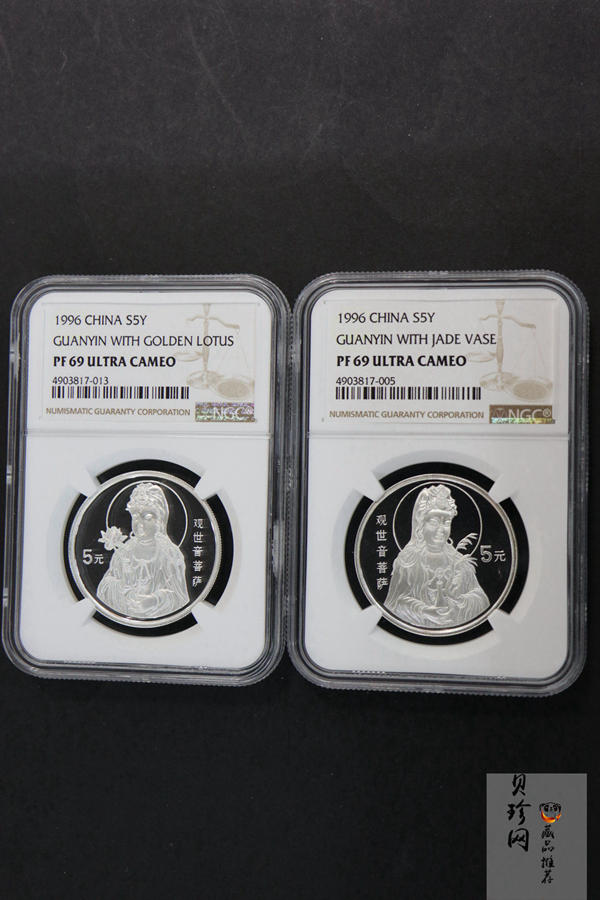 1996 CHINA S5Y
GUANYIN WITH GOLDEN LOTUS
PF 69 ULTRA CAMEO
4903817-013
NUMISMATIC GUARANTY CORPORATION
NGC®
5元
观世音菩萨
1996 CHINA S5Y
GUANYIN WITH JADE VASE
PF 69 ULTRA CAMEO
4903817-005
NUMISMATIC GUARANTY CORPORATION
NGC®
观世音菩萨
5元
贝珍网
藏品推荐